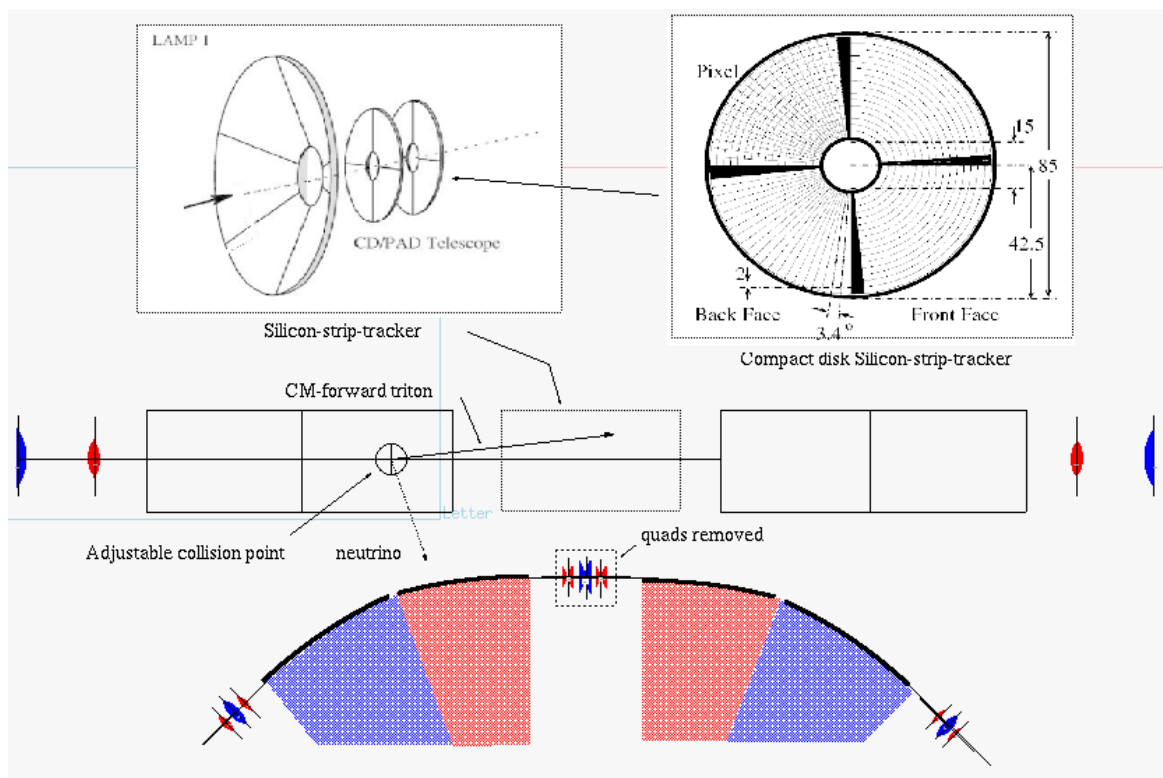 LAMP 1
CD/PAD Telescope
Pixel
15
85
42.5
2
Back Face
Front Face
3.4°
Silicon-strip-tracker
Compact disk Silicon-strip-tracker
CM-forward triton
Letter
Adjustable collision point
neutrino
quads removed